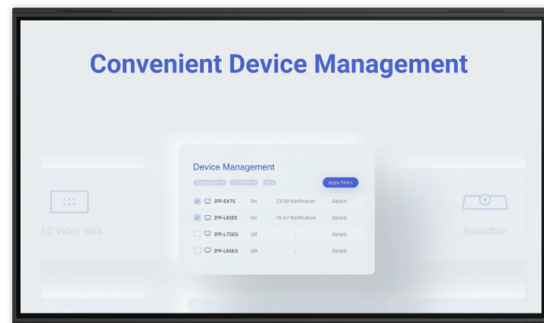 Convenient Device Management
Device Management
Apply filters
IFP-EX75 On 23:59 Notification Details
IFP-L65EE On 16:47 Notification Details
IFP-L75EG Off – Details
IFP-L65EG Off – Details
ED Video Wall
Soundbar